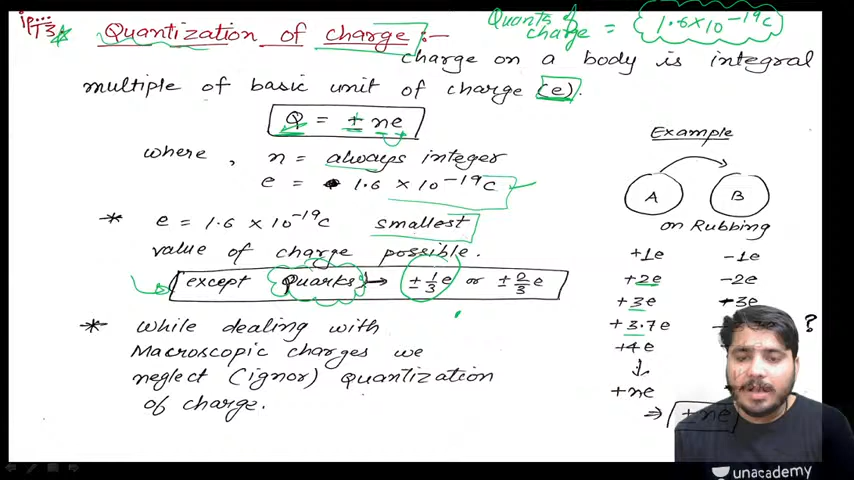 Quantization of charge :-
Quants of charge = 1.6 x 10⁻¹⁹C
charge on a body is integral
multiple of basic unit of charge (e).
Q = ± ne
where, n = always integer
e = 1.6 x 10⁻¹⁹C
* e = 1.6 x 10⁻¹⁹C smallest
value of charge possible.
(except Quarks) → ± 1/3 e or ± 2/3 e
* while dealing with
Macroscopic charges we
neglect (ignor) Quantization
of charge.
Example
A B
on Rubbing
+1e -1e
+2e -2e
+3e -3e
+3.7e ?
+4e
↓
+ne
→ ±ne
unacademy